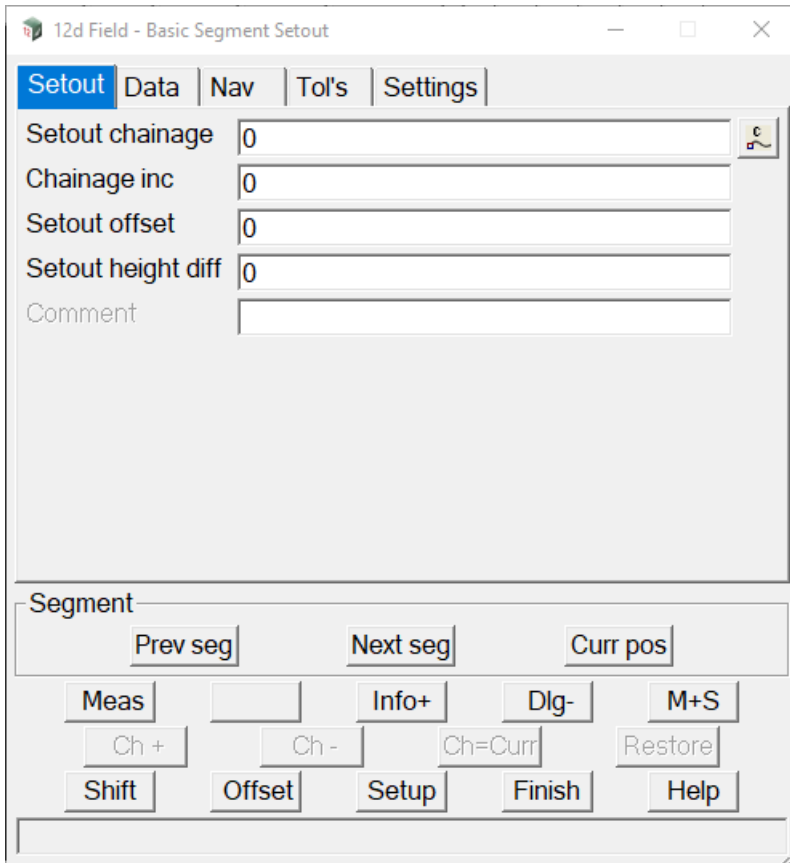 12d Field - Basic Segment Setout
Setout Data Nav Tol's Settings
Setout chainage 0
Chainage inc 0
Setout offset 0
Setout height diff 0
Comment
Segment
Prev seg Next seg Curr pos
Meas Info+ Dlg- M+S
Ch + Ch - Ch=Curr Restore
Shift Offset Setup Finish Help